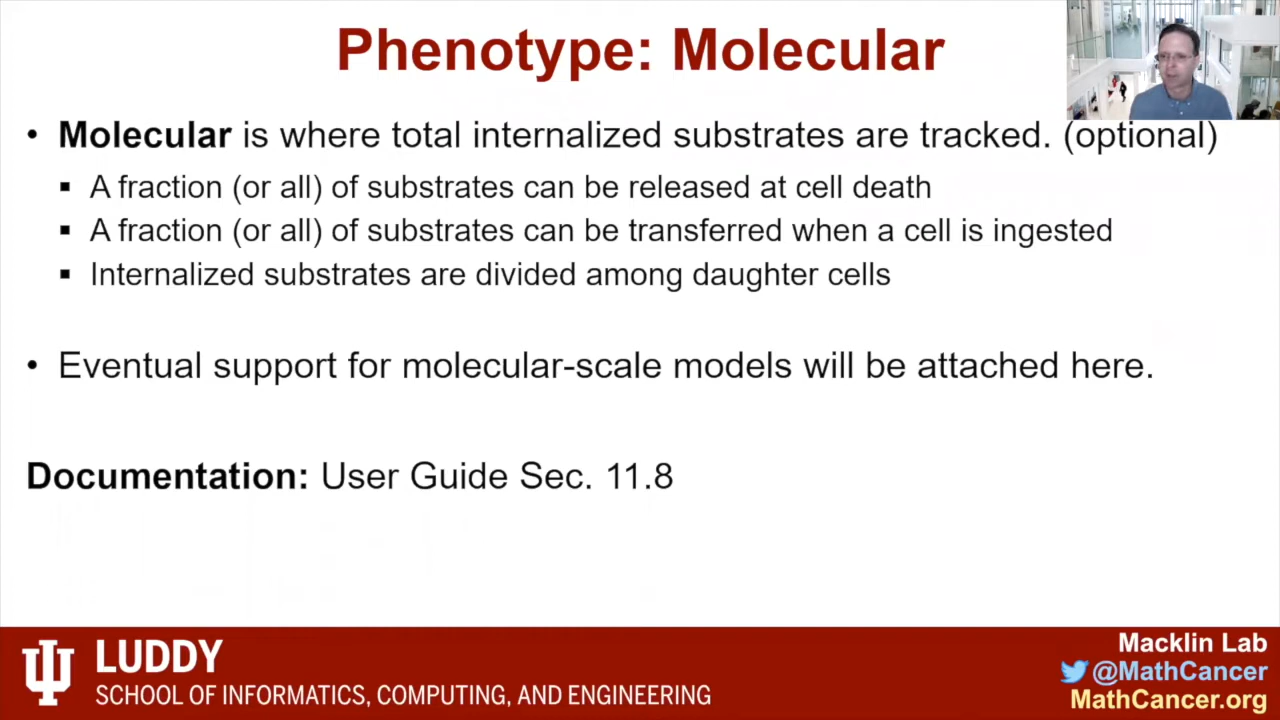 Phenotype: Molecular
• Molecular is where total internalized substrates are tracked. (optional)
▪ A fraction (or all) of substrates can be released at cell death
▪ A fraction (or all) of substrates can be transferred when a cell is ingested
▪ Internalized substrates are divided among daughter cells
• Eventual support for molecular-scale models will be attached here.
Documentation: User Guide Sec. 11.8
LUDDY
SCHOOL OF INFORMATICS, COMPUTING, AND ENGINEERING
Macklin Lab
@MathCancer
MathCancer.org